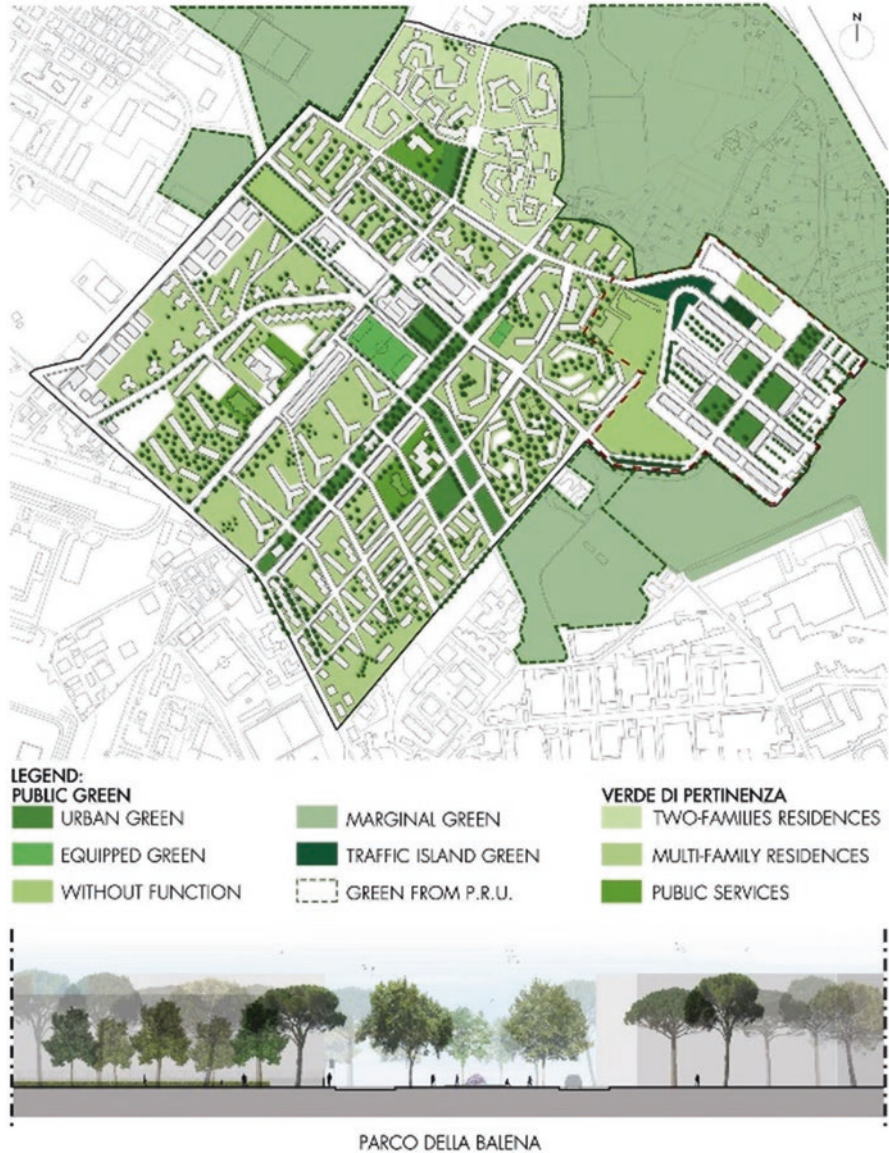 N
LEGEND:
PUBLIC GREEN
URBAN GREEN
EQUIPPED GREEN
WITHOUT FUNCTION
MARGINAL GREEN
TRAFFIC ISLAND GREEN
GREEN FROM P.R.U.
VERDE DI PERTINENZA
TWO-FAMILIES RESIDENCES
MULTI-FAMILY RESIDENCES
PUBLIC SERVICES
PARCO DELLA BALENA